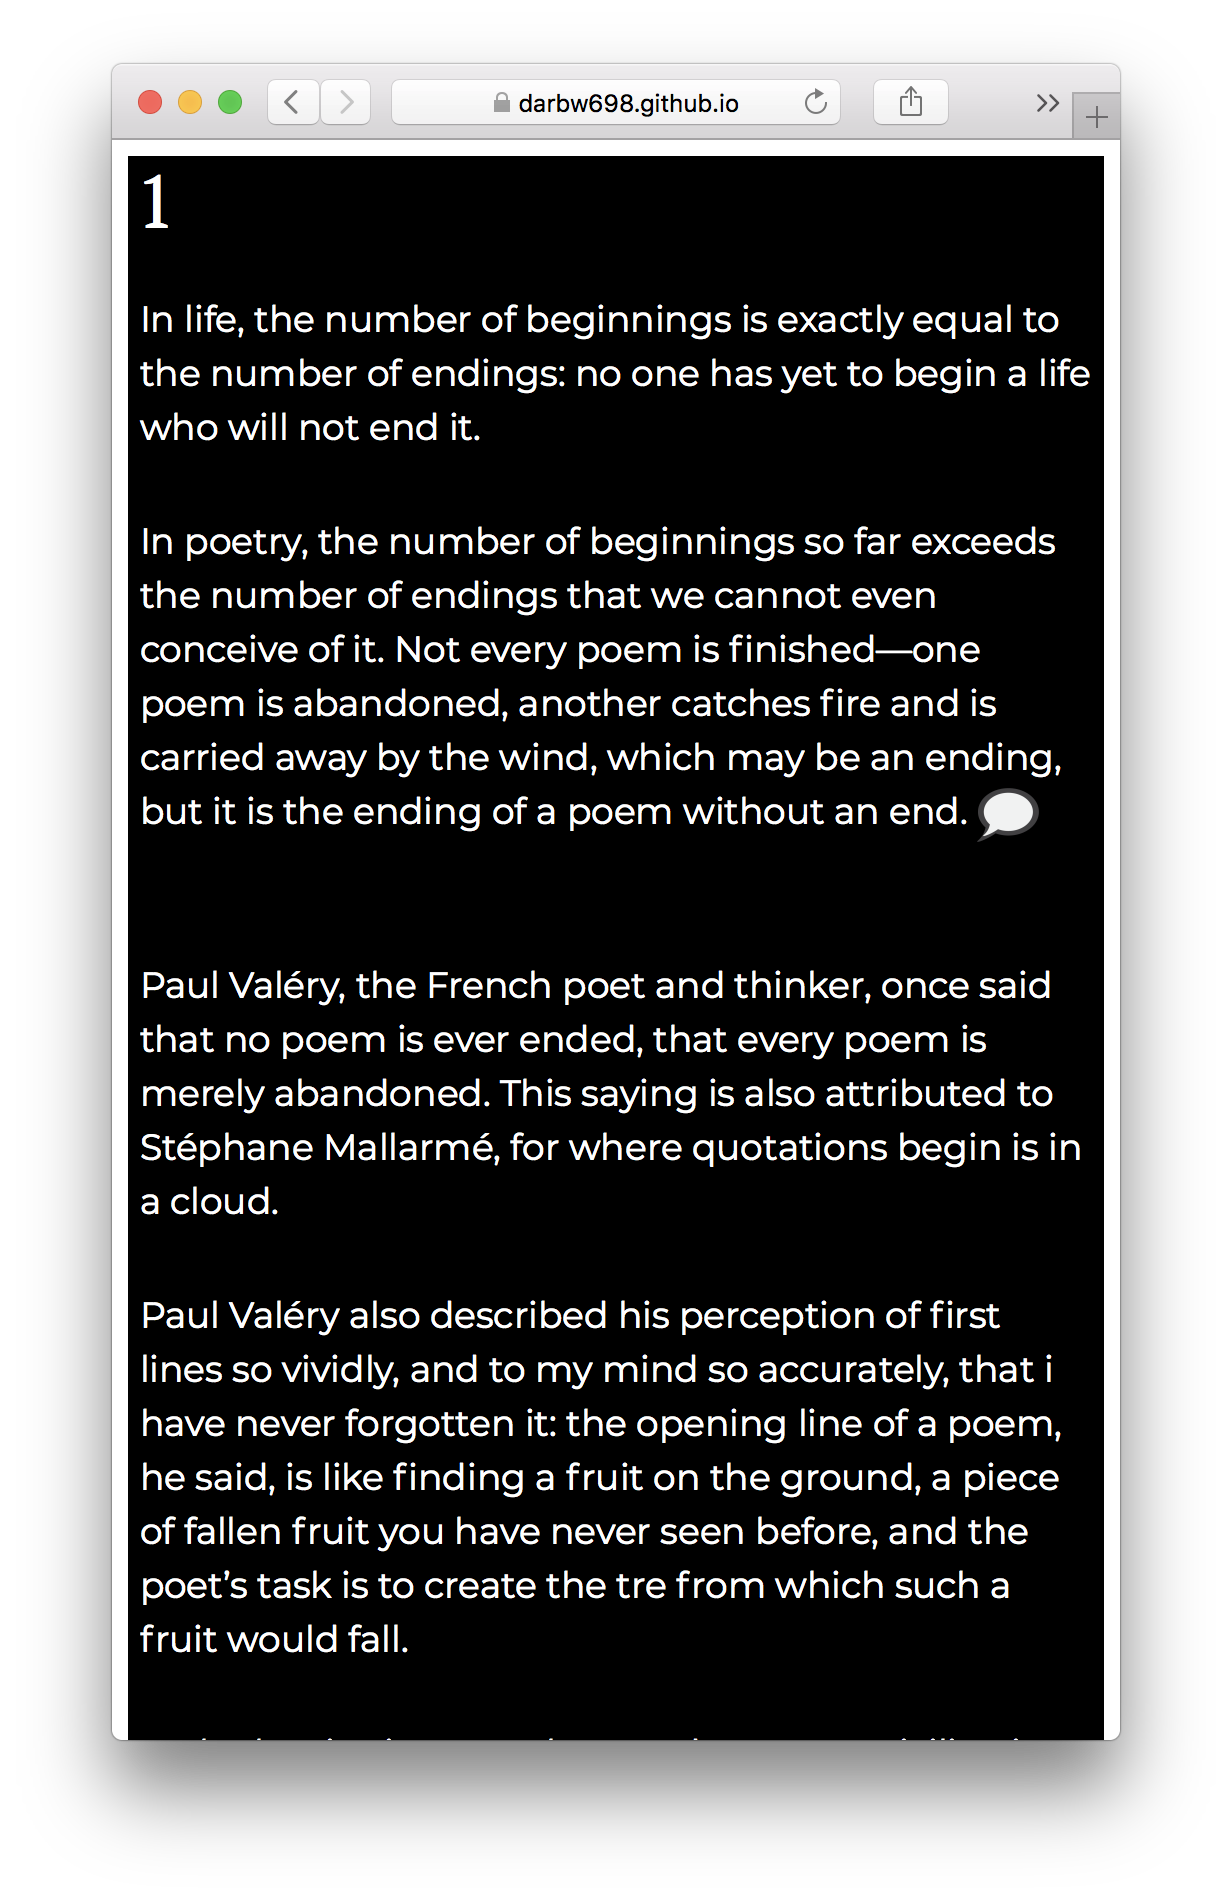 darbw698.github.io
1
In life, the number of beginnings is exactly equal to
the number of endings: no one has yet to begin a life
who will not end it.
In poetry, the number of beginnings so far exceeds
the number of endings that we cannot even
conceive of it. Not every poem is finished—one
poem is abandoned, another catches fire and is
carried away by the wind, which may be an ending,
but it is the ending of a poem without an end.
Paul Valéry, the French poet and thinker, once said
that no poem is ever ended, that every poem is
merely abandoned. This saying is also attributed to
Stéphane Mallarmé, for where quotations begin is in
a cloud.
Paul Valéry also described his perception of first
lines so vividly, and to my mind so accurately, that i
have never forgotten it: the opening line of a poem,
he said, is like finding a fruit on the ground, a piece
of fallen fruit you have never seen before, and the
poet’s task is to create the tre from which such a
fruit would fall.